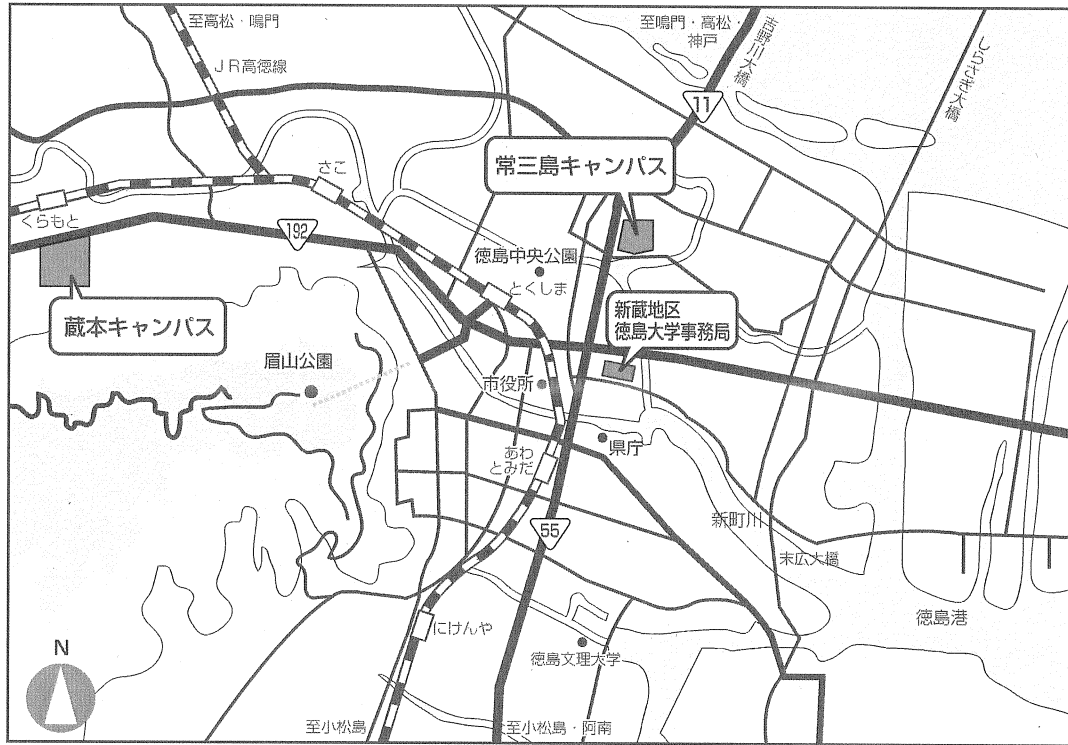 至高松・鳴門
JR高徳線
至鳴門・高松・
神戸
吉野川大橋
しらさぎ大橋
11
常三島キャンパス
さこ
くらもと
192
徳島中央公園
とくしま
蔵本キャンパス
新蔵地区
徳島大学事務局
眉山公園
市役所
県庁
あわ
とみだ
新町川
55
末広大橋
徳島港
にけんや
徳島文理大学
N
至小松島
至小松島・阿南